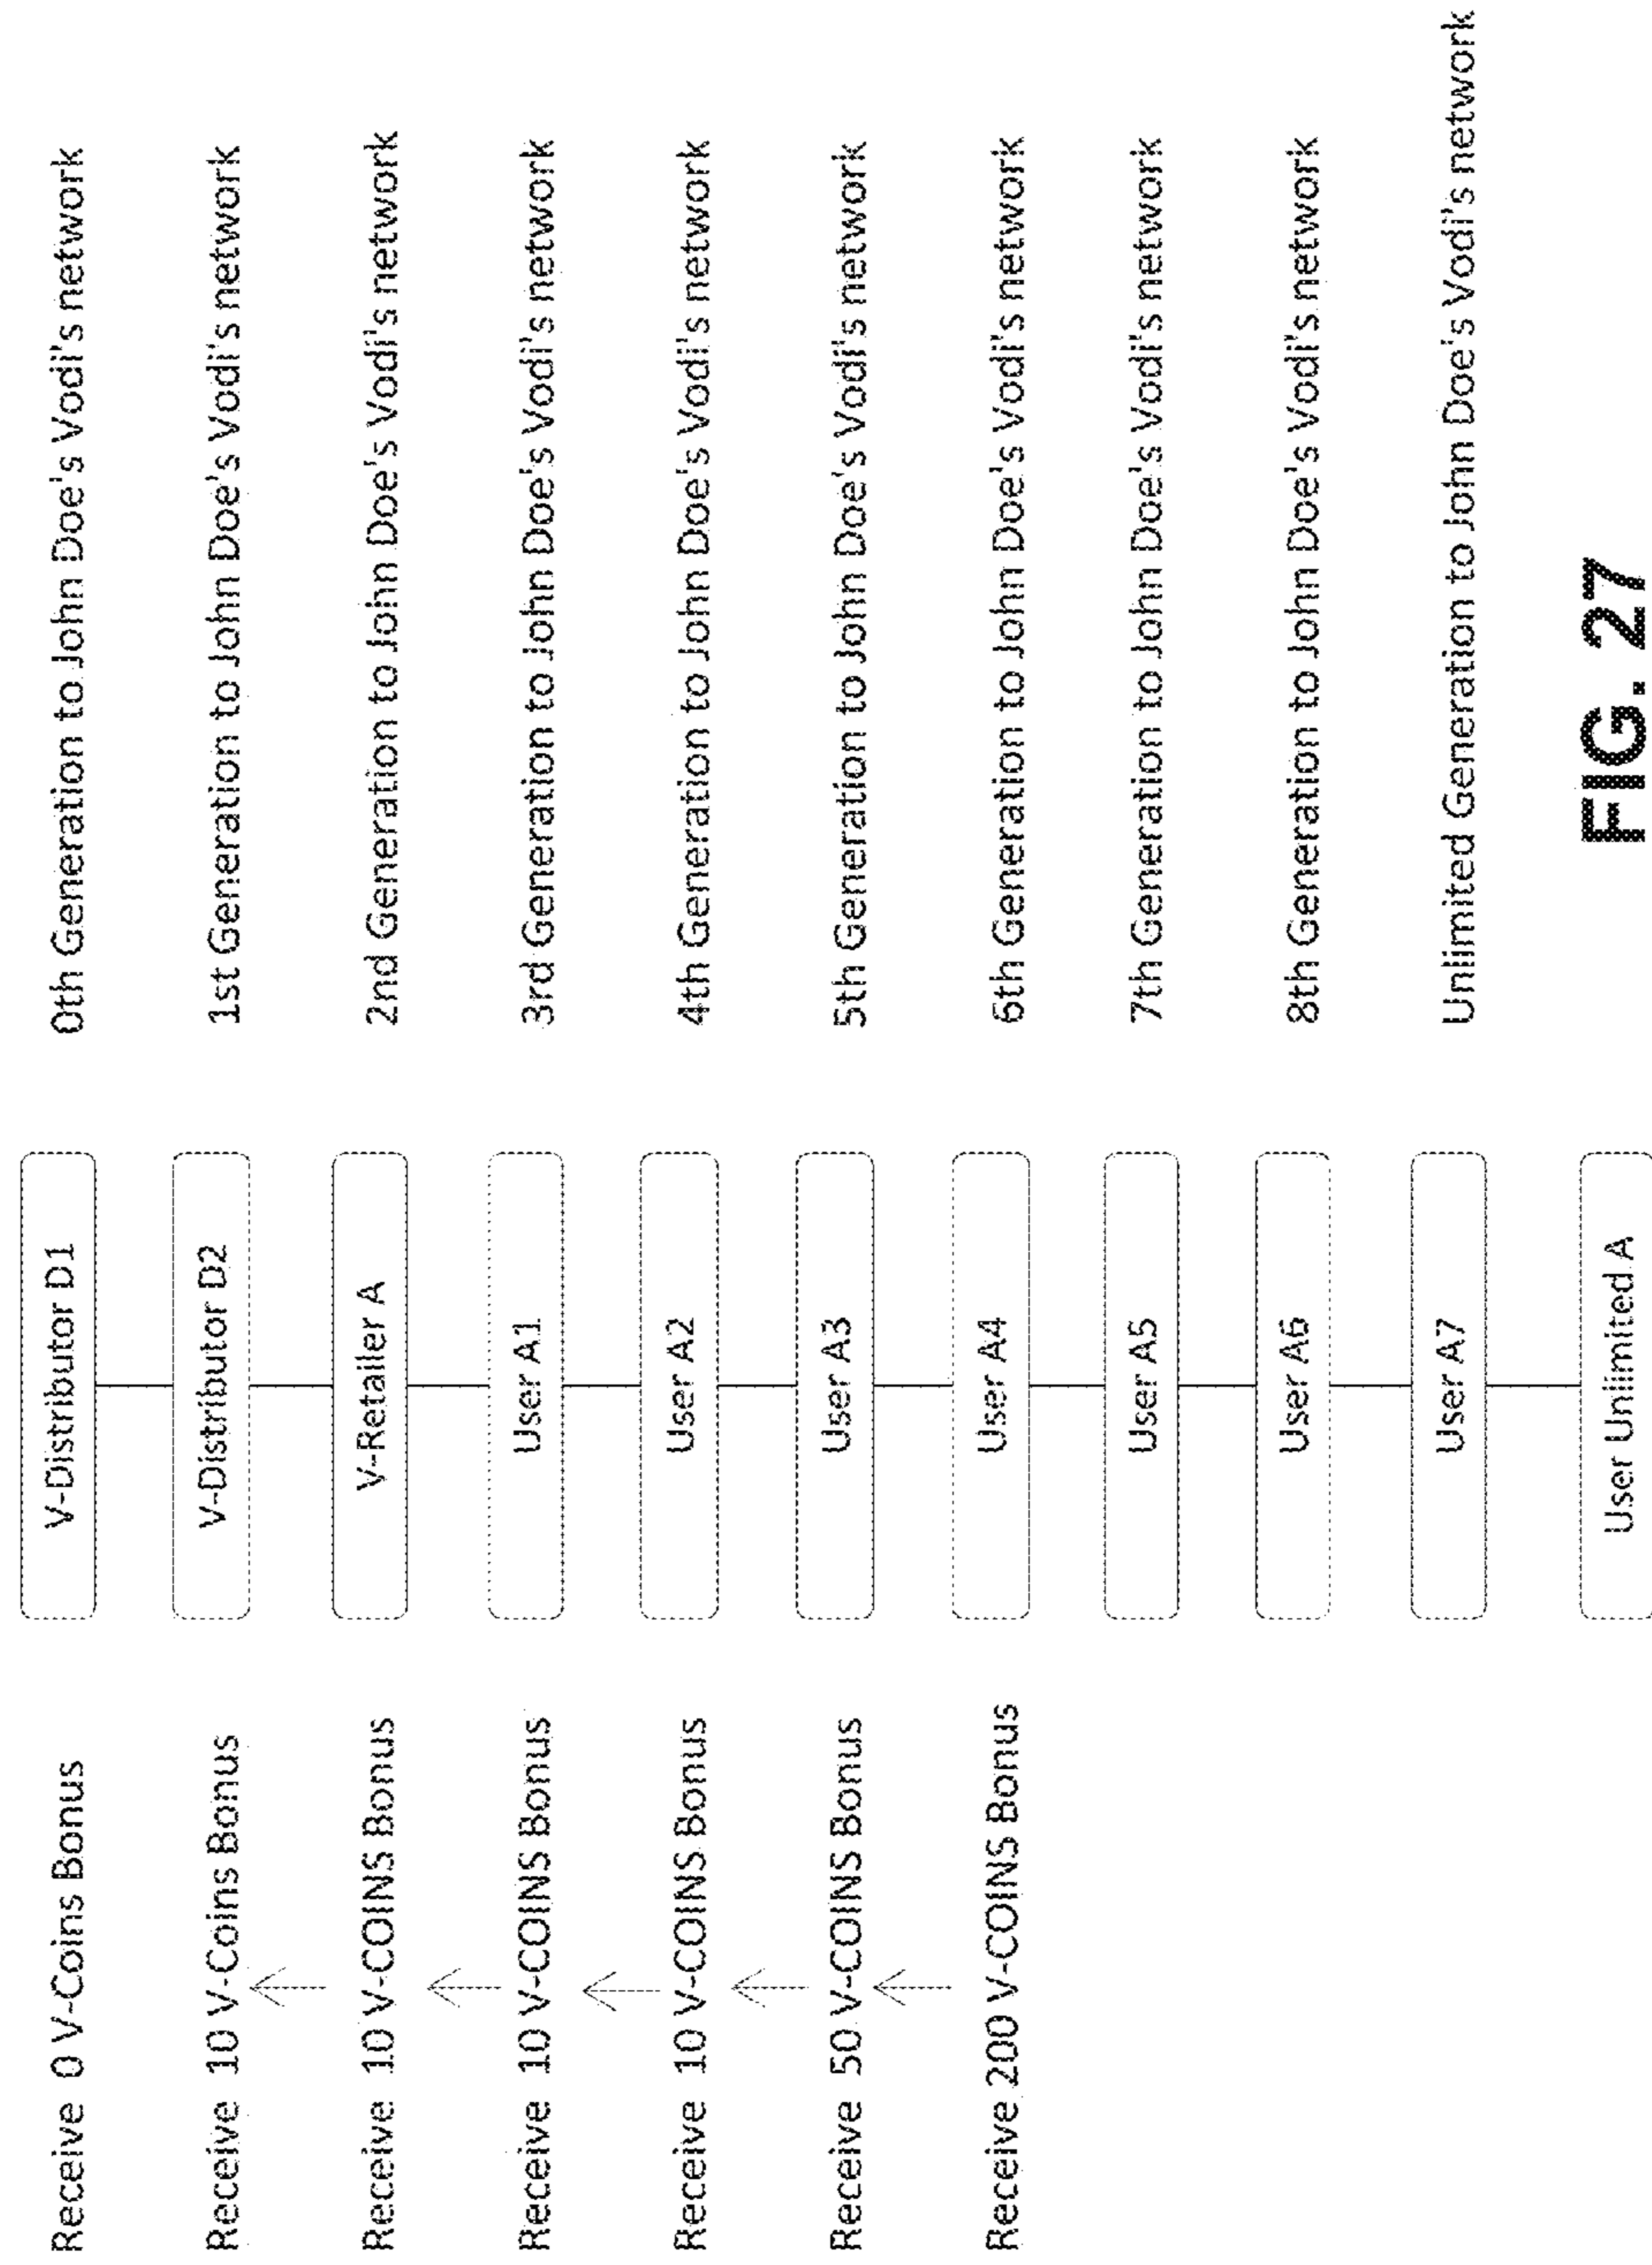 Receive 0 V-Coins Bonus
V-Distributor D1
0th Generation to John Doe's Vodi's network
Receive 10 V-Coins Bonus
V-Distributor D2
1st Generation to John Doe's Vodi's network
Receive 10 V-COINS Bonus
V-Retailer A
2nd Generation to John Doe's Vodi's network
Receive 10 V-COINS Bonus
User A1
3rd Generation to John Doe's Vodi's network
Receive 10 V-COINS Bonus
User A2
4th Generation to John Doe's Vodi's network
Receive 50 V-COINS Bonus
User A3
5th Generation to John Doe's Vodi's network
Receive 200 V-COINS Bonus
User A4
6th Generation to John Doe's Vodi's network
User A5
7th Generation to John Doe's Vodi's network
User A6
8th Generation to John Doe's Vodi's network
User A7
Unlimited Generation to John Doe's Vodi's network
User Unlimited A
FIG. 27